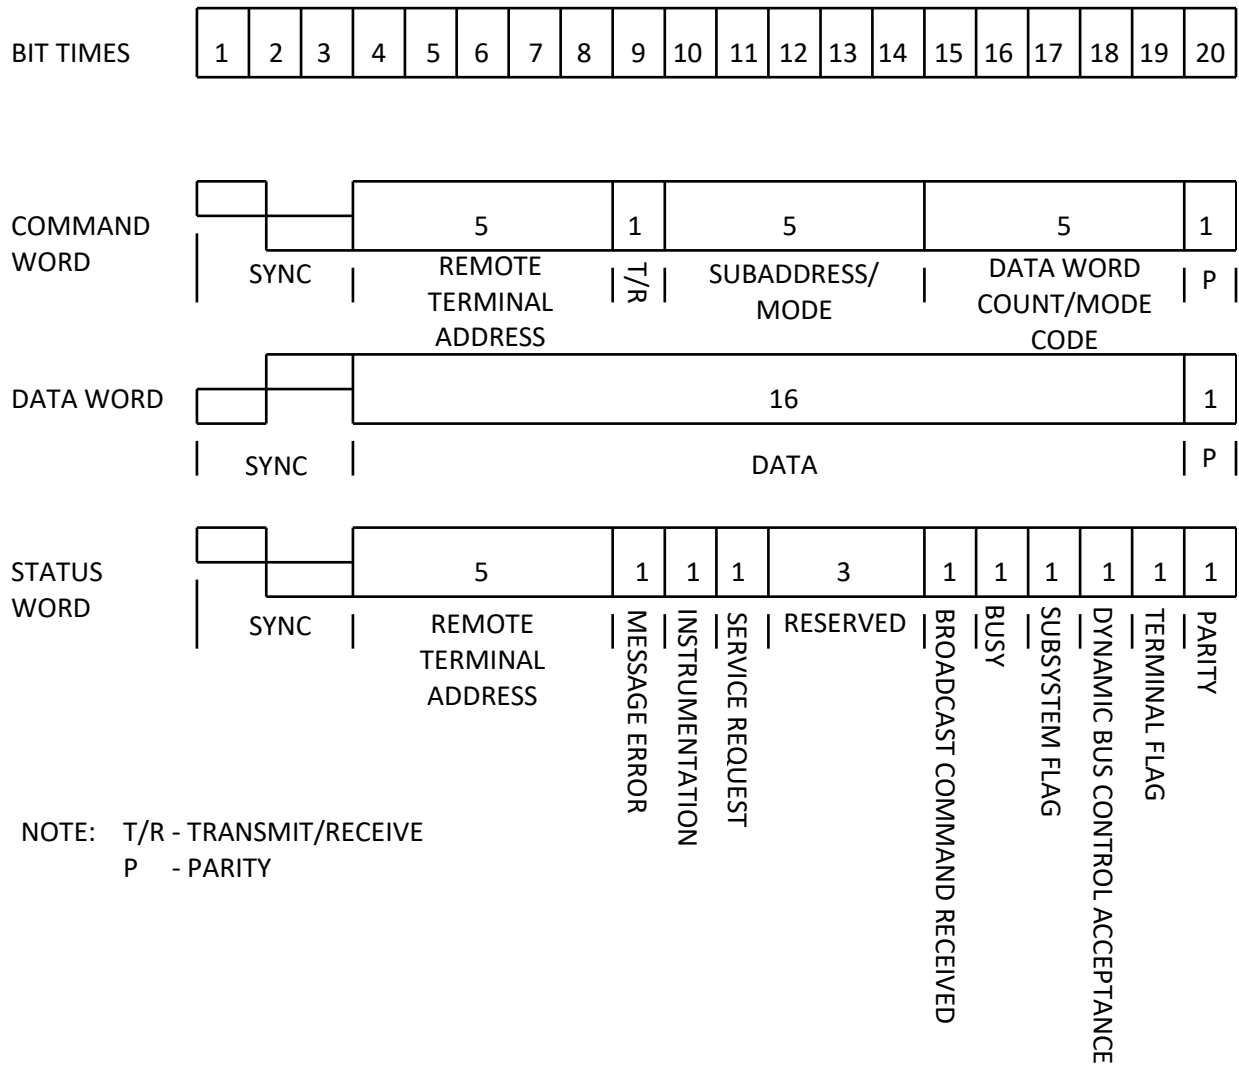 BIT TIMES 1 2 3 4 5 6 7 8 9 10 11 12 13 14 15 16 17 18 19 20
COMMAND
WORD
5 1 5 5 1
SYNC
REMOTE
TERMINAL
ADDRESS
T/R
SUBADDRESS/
MODE
DATA WORD
COUNT/MODE
CODE
P
DATA WORD
16 1
SYNC
DATA
P
STATUS
WORD
5 1 1 1 3 1 1 1 1 1 1
SYNC
REMOTE
TERMINAL
ADDRESS
MESSAGE ERROR
INSTRUMENTATION
SERVICE REQUEST
RESERVED
BROADCAST COMMAND RECEIVED
BUSY
SUBSYSTEM FLAG
DYNAMIC BUS CONTROL ACCEPTANCE
TERMINAL FLAG
PARITY
NOTE: T/R - TRANSMIT/RECEIVE
P - PARITY